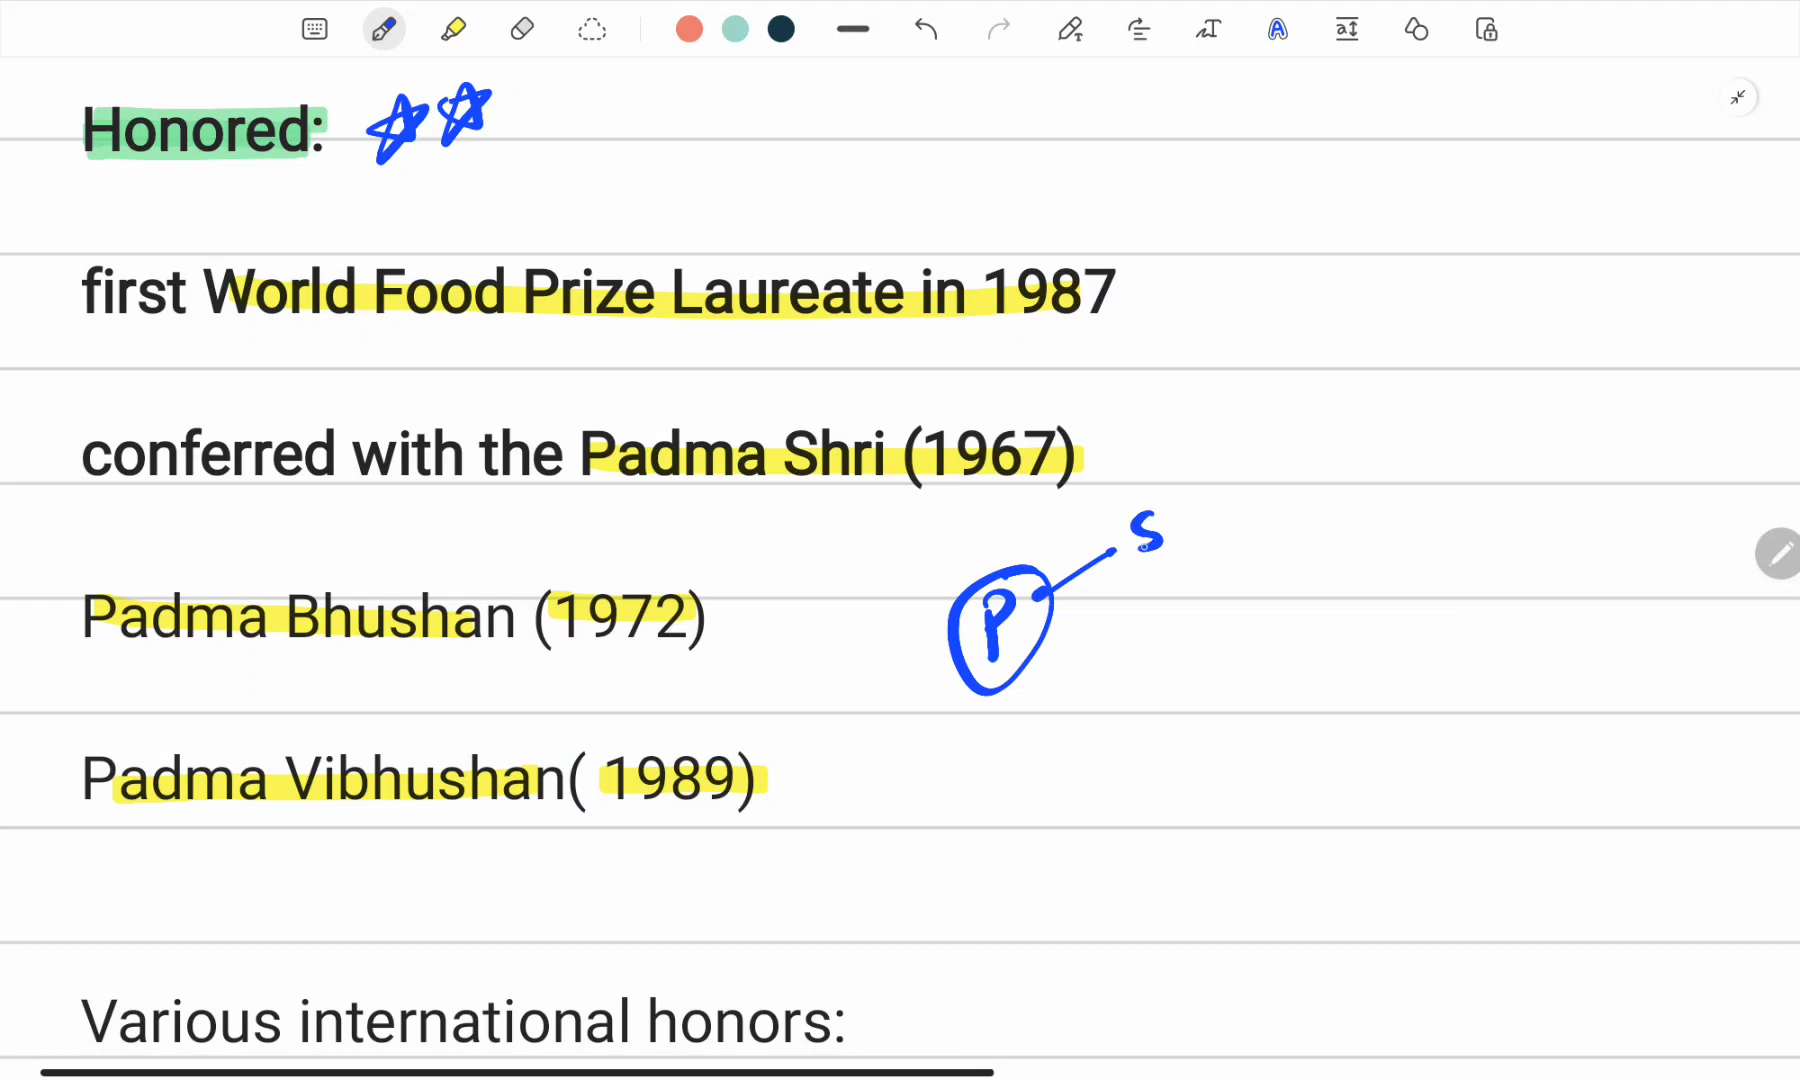 Honored:
first World Food Prize Laureate in 1987
conferred with the Padma Shri (1967)
S
Padma Bhushan (1972)
P
Padma Vibhushan( 1989)
Various international honors: